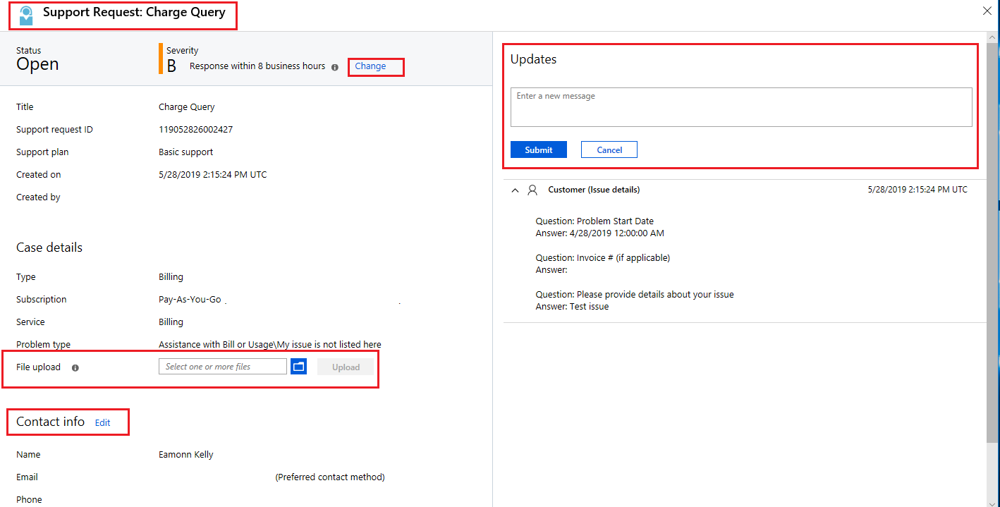 Support Request: Charge Query
Status
Open
Severity
B Response within 8 business hours Change
Title Charge Query
Support request ID 119052826002427
Support plan Basic support
Created on 5/28/2019 2:15:24 PM UTC
Created by
Case details
Type Billing
Subscription Pay-As-You-Go
Service Billing
Problem type Assistance with Bill or Usage\My issue is not listed here
File upload Select one or more files Upload
Contact info Edit
Name Eamonn Kelly
Email (Preferred contact method)
Phone
Updates
Enter a new message
Submit Cancel
Customer (Issue details) 5/28/2019 2:15:24 PM UTC
Question: Problem Start Date
Answer: 4/28/2019 12:00:00 AM
Question: Invoice # (if applicable)
Answer:
Question: Please provide details about your issue
Answer: Test issue